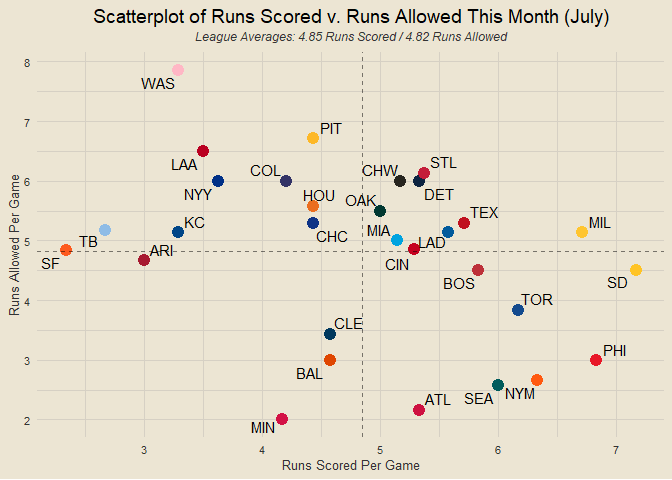 Scatterplot of Runs Scored v. Runs Allowed This Month (July)
League Averages: 4.85 Runs Scored / 4.82 Runs Allowed
8
WAS
7
PIT
LAA
6
NYY
COL
CHW
STL
DET
HOU
OAK
TEX
KC
CHC
MIA
LAD
MIL
5
TB
SF
ARI
CIN
BOS
SD
4
TOR
CLE
3
BAL
PHI
SEA
NYM
ATL
2
MIN
3
4
5
6
7
Runs Scored Per Game
Runs Allowed Per Game